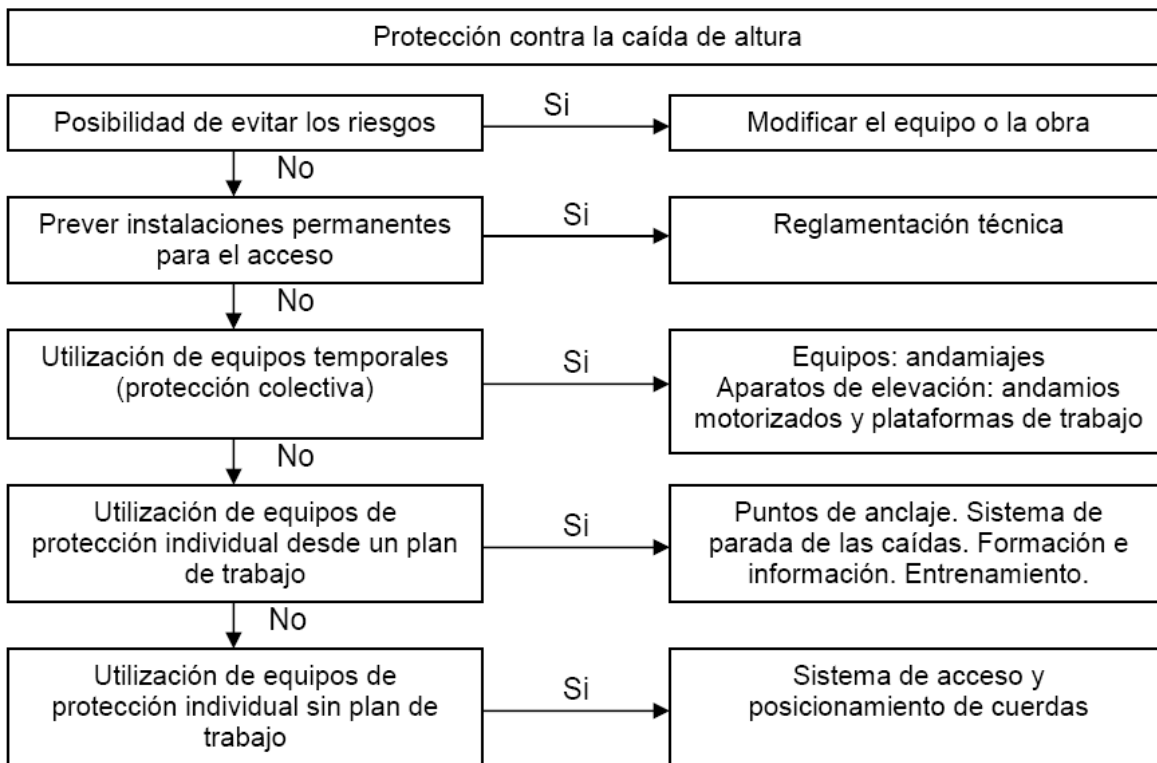 Protección contra la caída de altura
Posibilidad de evitar los riesgos
Si
Modificar el equipo o la obra
No
Prever instalaciones permanentes
para el acceso
Si
Reglamentación técnica
No
Utilización de equipos temporales
(protección colectiva)
Si
Equipos: andamiajes
Aparatos de elevación: andamios
motorizados y plataformas de trabajo
No
Utilización de equipos de
protección individual desde un plan
de trabajo
Si
Puntos de anclaje. Sistema de
parada de las caídas. Formación e
información. Entrenamiento.
No
Utilización de equipos de
protección individual sin plan de
trabajo
Si
Sistema de acceso y
posicionamiento de cuerdas